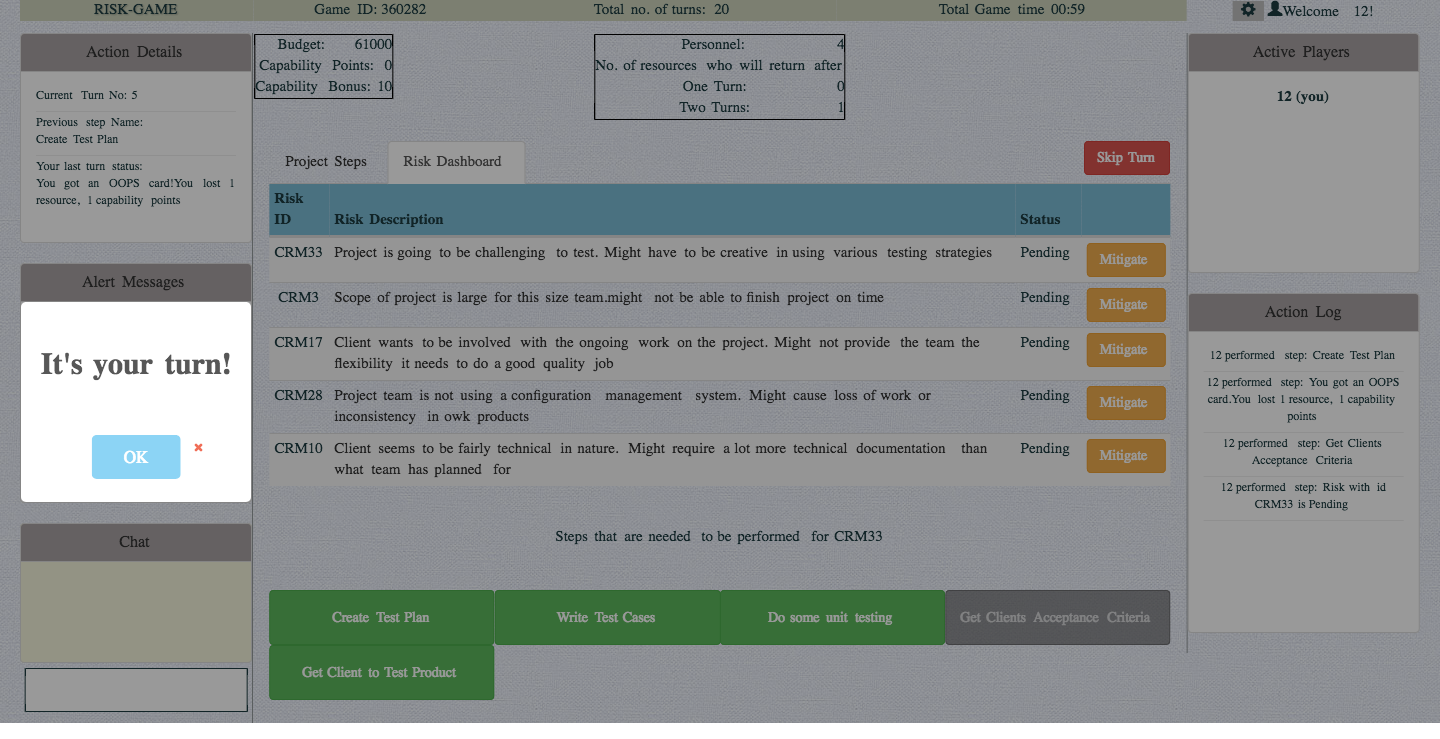 RISK-GAME Game ID: 360282 Total no. of turns: 20 Total Game time 00:59 Welcome 12!
Action Details
Current Turn No: 5
Previous step Name:
Create Test Plan
Your last turn status:
You got an OOPS card!You lost 1
resource, 1 capability points
Alert Messages
It's your turn!
OK
Chat
Budget: 61000
Capability Points: 0
Capability Bonus: 10
Personnel: 4
No. of resources who will return after
One Turn: 0
Two Turns: 1
Project Steps Risk Dashboard Skip Turn
Risk
ID Risk Description Status
CRM33 Project is going to be challenging to test. Might have to be creative in using various testing strategies Pending Mitigate
CRM3 Scope of project is large for this size team.might not be able to finish project on time Pending Mitigate
CRM17 Client wants to be involved with the ongoing work on the project. Might not provide the team the Pending Mitigate
flexibility it needs to do a good quality job
CRM28 Project team is not using a configuration management system. Might cause loss of work or Pending Mitigate
inconsistency in owk products
CRM10 Client seems to be fairly technical in nature. Might require a lot more technical documentation than Pending Mitigate
what team has planned for
Steps that are needed to be performed for CRM33
Create Test Plan Write Test Cases Do some unit testing Get Clients Acceptance Criteria
Get Client to Test Product
Active Players
12 (you)
Action Log
12 performed step: Create Test Plan
12 performed step: You got an OOPS
card.You lost 1 resource, 1 capability
points
12 performed step: Get Clients
Acceptance Criteria
12 performed step: Risk with id
CRM33 is Pending